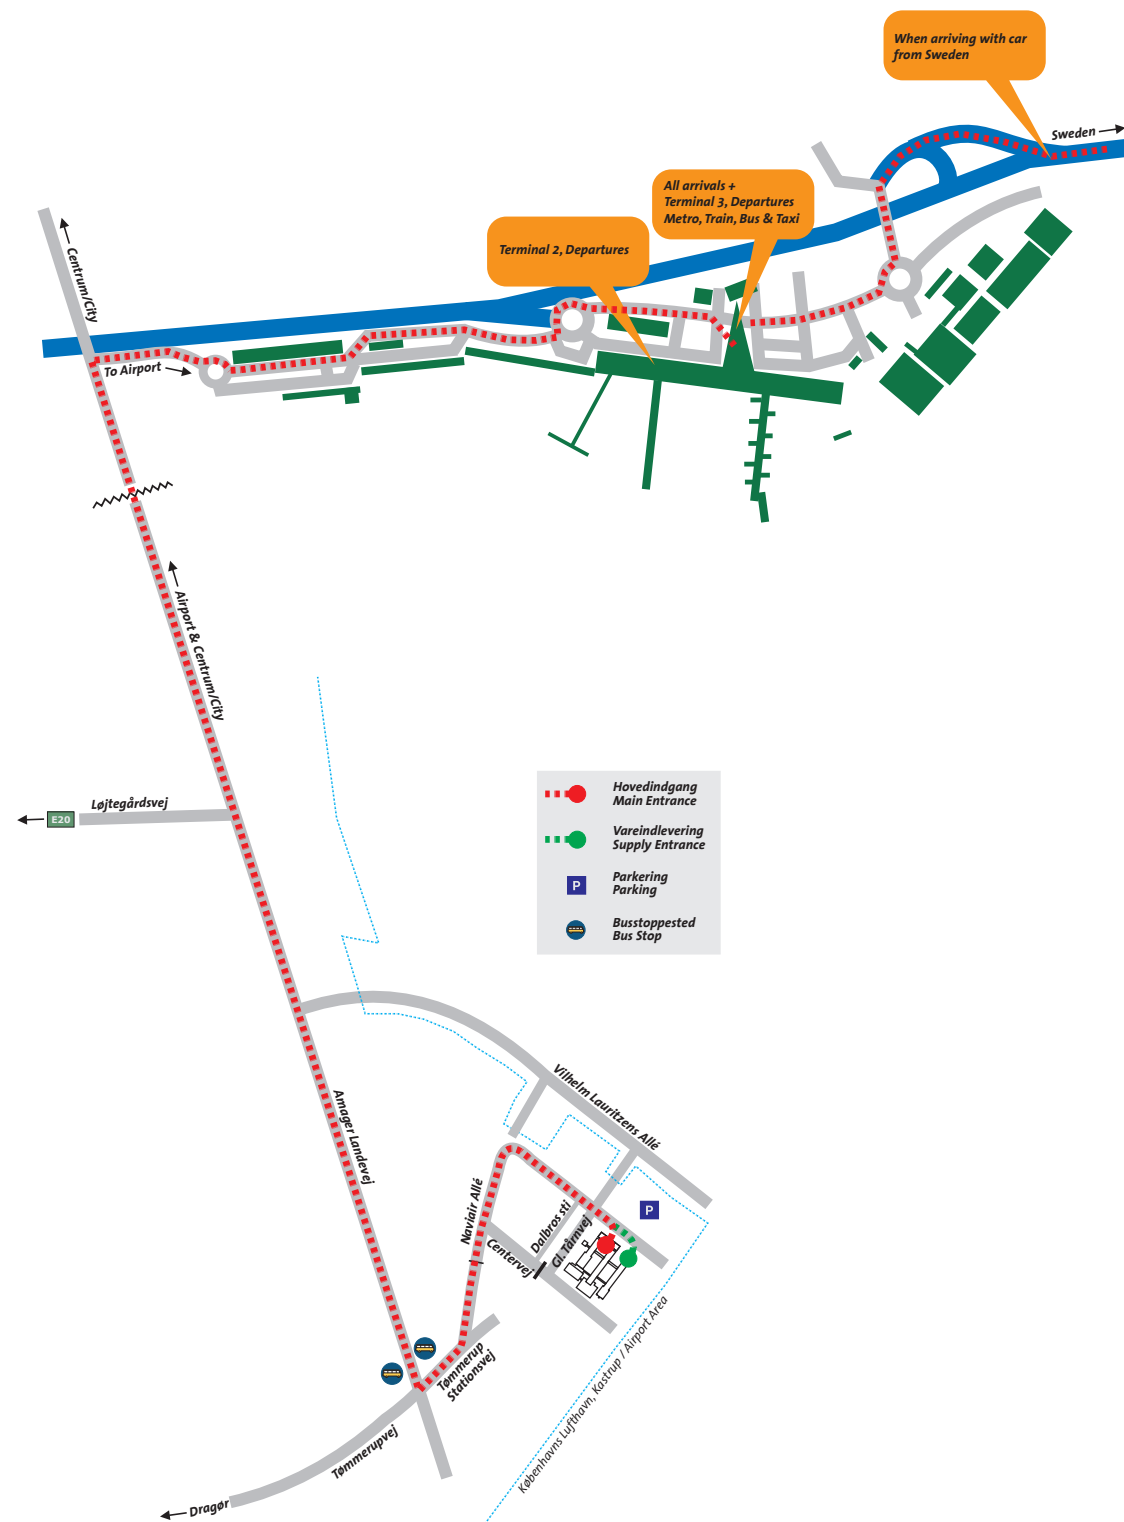 When arriving with car
from Sweden
Sweden
All arrivals +
Terminal 3, Departures
Metro, Train, Bus & Taxi
Terminal 2, Departures
Centrum/City
To Airport
Airport & Centrum/City
Løjtegårdsvej
E20
Hovedindgang
Main Entrance
Vareindlevering
Supply Entrance
P
Parkering
Parking
Busstoppested
Bus Stop
Vilhelm Lauritzens Allé
Amager Landevej
Naviair Allé
Dalbros sti
Gl. Tårnvej
P
Centervej
Tømmerup
Stationsvej
Københavns Lufthavn, Kastrup / Airport Area
Tømmerupvej
Dragør